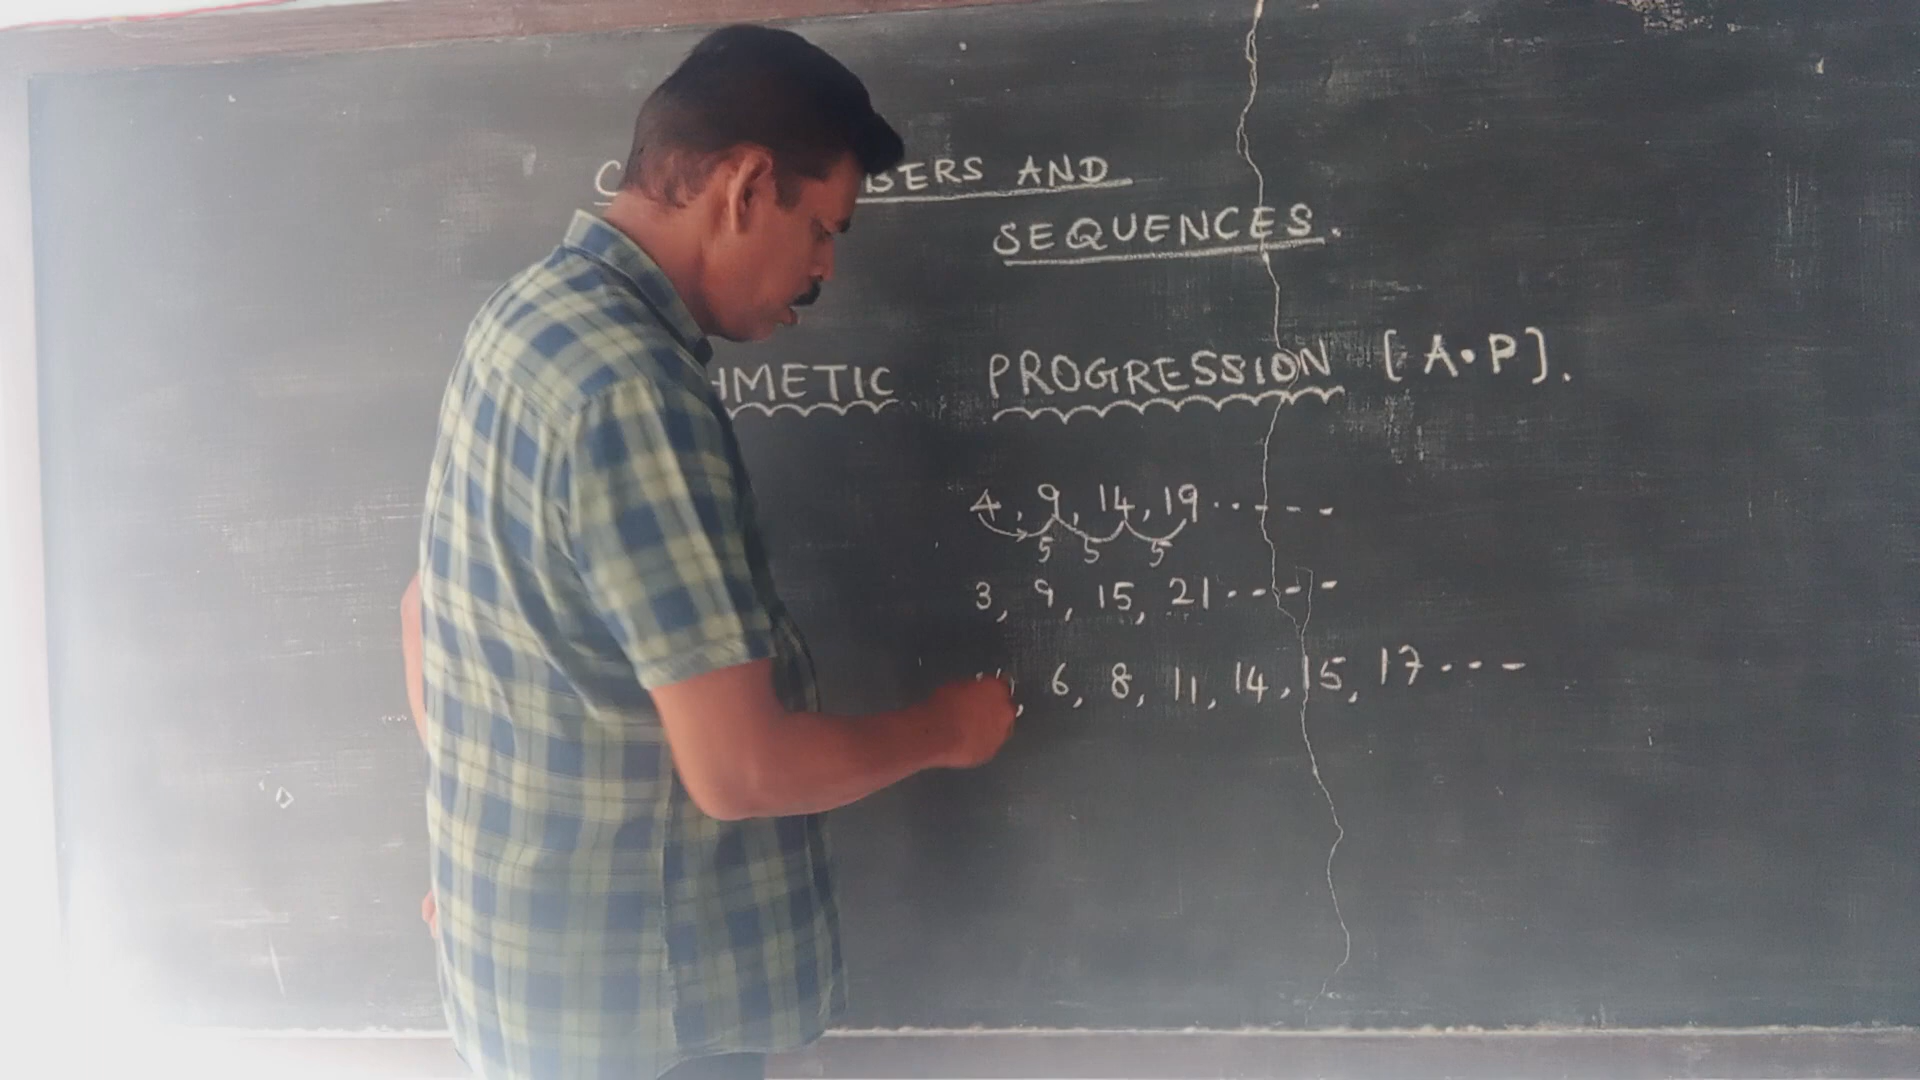 BERS AND
SEQUENCES.
HMETIC PROGRESSION [A.P].
4, 9, 14, 19 ......
5 5 5
3, 9, 15, 21 .....
6, 8, 11, 14, 15, 17 ...